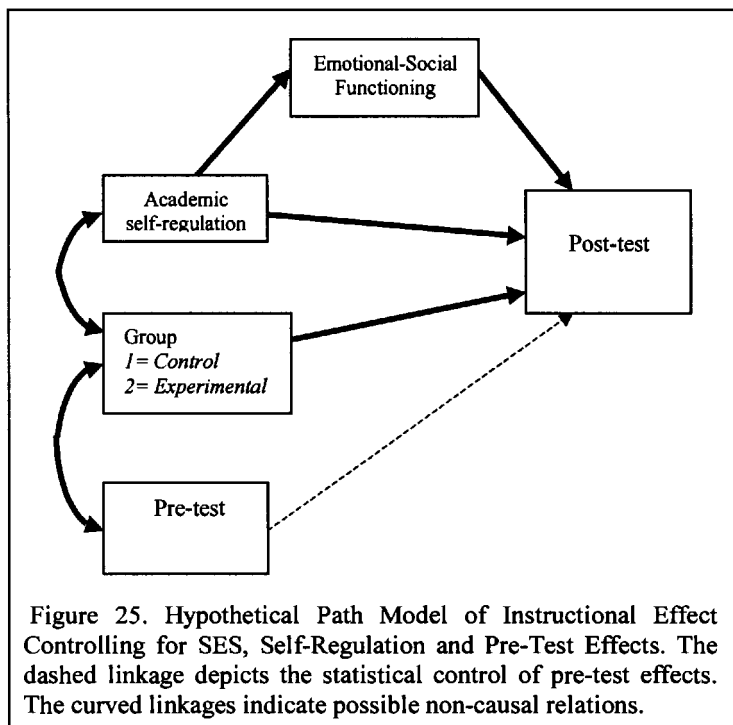 Emotional-Social
Functioning
Academic
self-regulation
Post-test
Group
1= Control
2= Experimental
Pre-test
Figure 25. Hypothetical Path Model of Instructional Effect
Controlling for SES, Self-Regulation and Pre-Test Effects. The
dashed linkage depicts the statistical control of pre-test effects.
The curved linkages indicate possible non-causal relations.